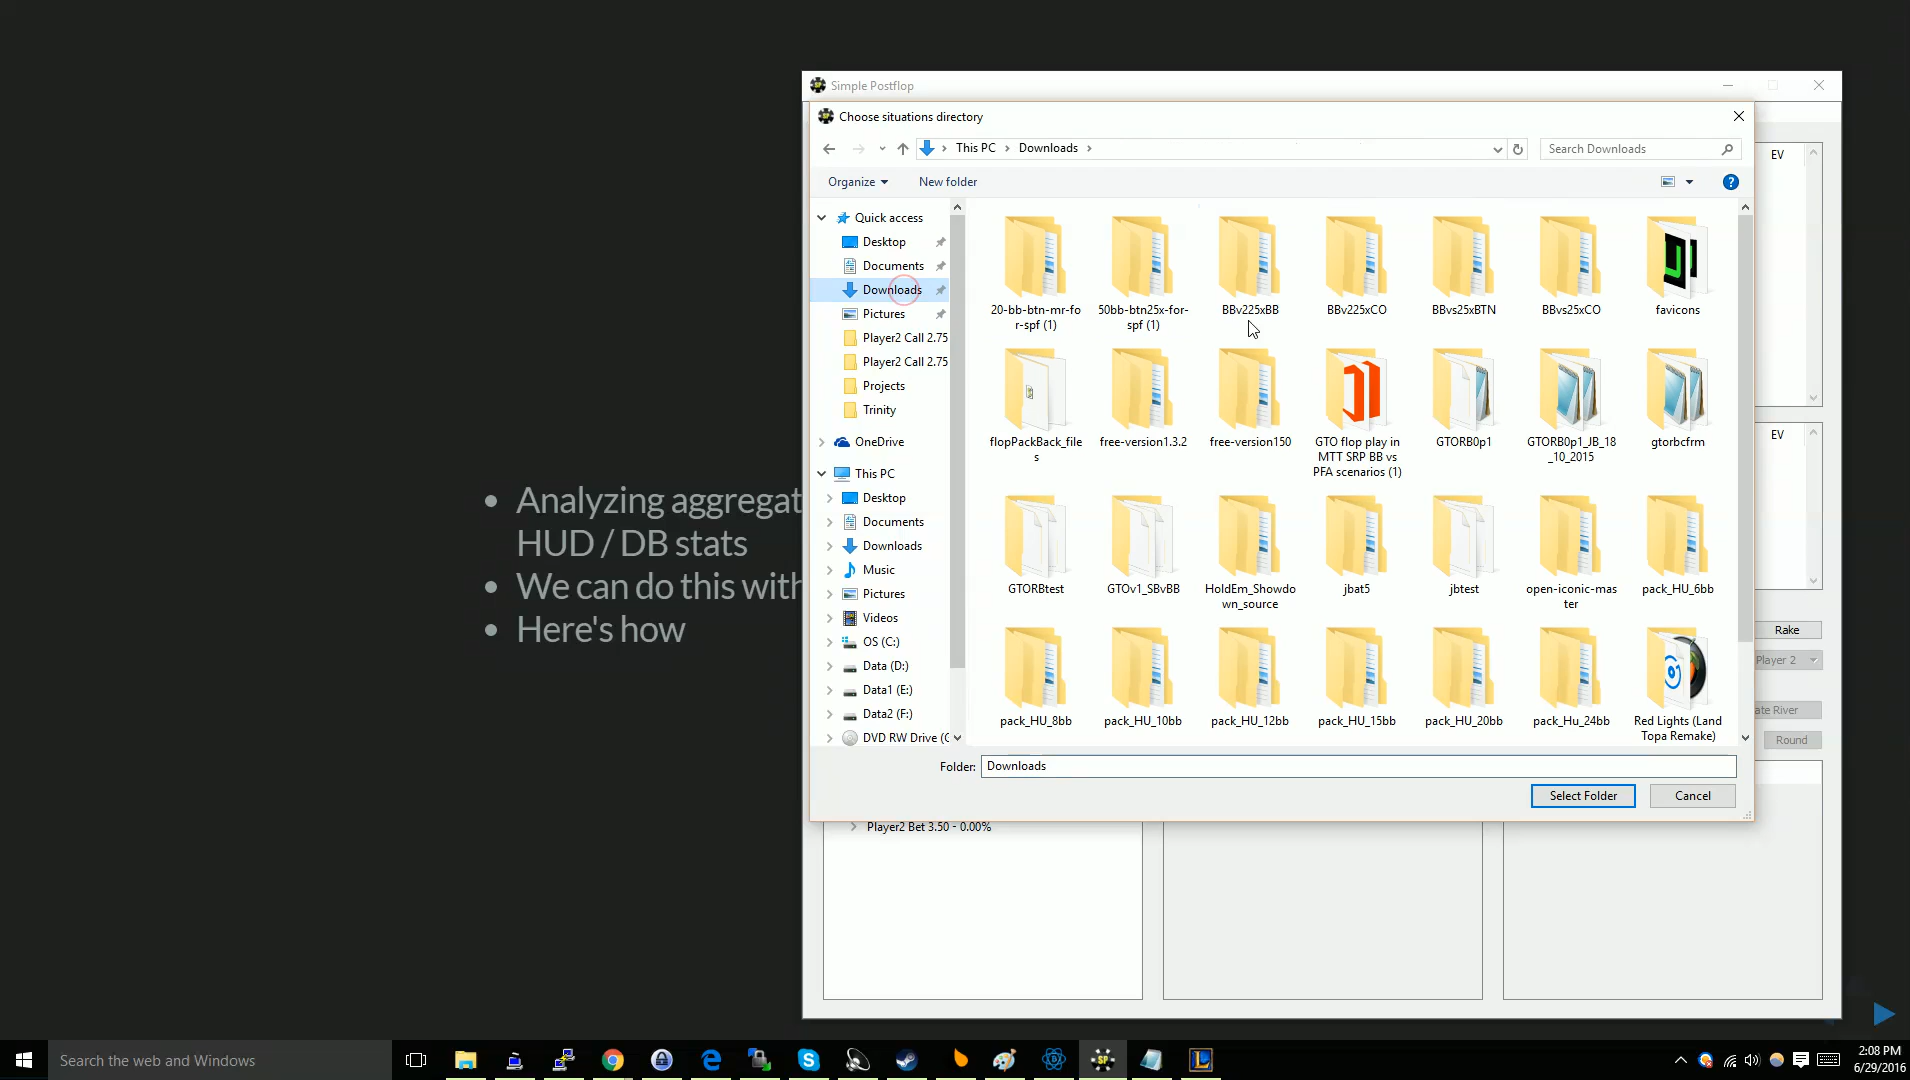 Simple Postflop
Choose situations directory
This PC
Downloads
Search Downloads
Organize
New folder
Quick access
Desktop
Documents
Downloads
Pictures
Player2 Call 2.75
Player2 Call 2.75
Projects
Trinity
OneDrive
This PC
Desktop
Documents
Downloads
Music
Pictures
Videos
OS (C:)
Data (D:)
Data1 (E:)
Data2 (F:)
DVD RW Drive (G
20-bb-btn-mr-fo
r-spf (1)
50bb-btn25x-for-
spf (1)
BBv225xBB
BBv225xCO
BBvs25xBTN
BBvs25xCO
favicons
flopPackBack_file
s
free-version1.3.2
free-version150
GTO flop play in
MTT SRP BB vs
PFA scenarios (1)
GTORB0p1
GTORB0p1_JB_18
_10_2015
gtorbcfrm
GTORBtest
GTOv1_SBvBB
HoldEm_Showdo
wn_source
jbat5
jbtest
open-iconic-mas
ter
pack_HU_6bb
pack_HU_8bb
pack_HU_10bb
pack_HU_12bb
pack_HU_15bb
pack_HU_20bb
pack_Hu_24bb
Red Lights (Land
Topa Remake)
Folder:
Downloads
Select Folder
Cancel
EV
EV
Rake
Player 2
ate River
Round
Player2 Bet 3.50 - 0.00%
Analyzing aggregat
HUD / DB stats
We can do this with
Here's how
Search the web and Windows
2:08 PM
6/29/2016